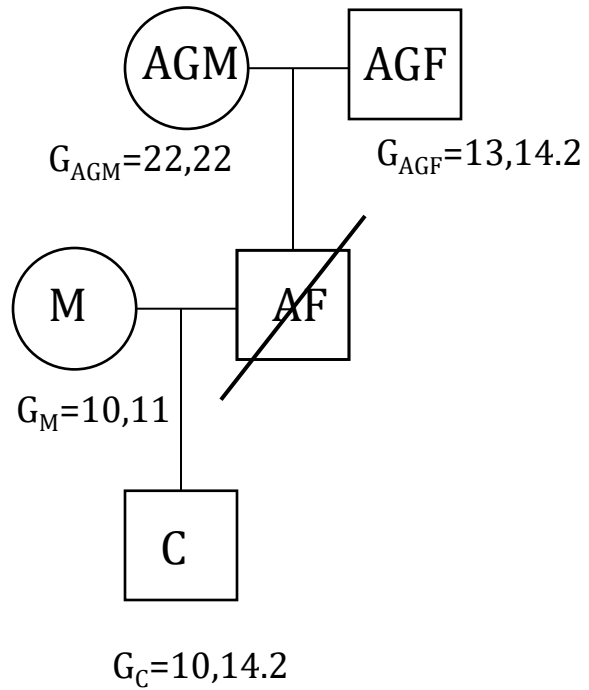 AGM
AGF
G_AGM=22,22
G_AGF=13,14.2
M
AF
G_M=10,11
C
G_C=10,14.2